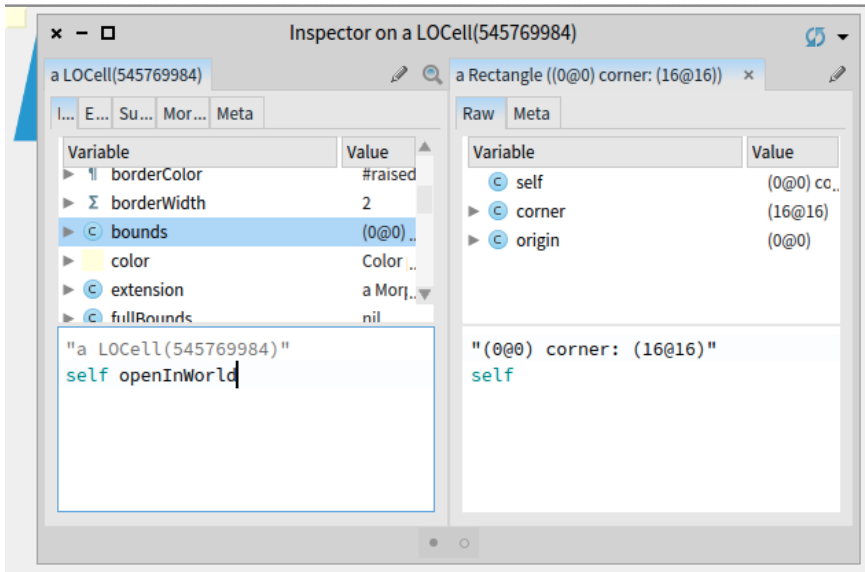 Inspector on a LOCell(545769984)
a LOCell(545769984)
I... E... Su... Mor... Meta
Variable Value
borderColor #raised
borderWidth 2
bounds (0@0) ..
color Color ..
extension a Morp..
fullBounds nil
"a LOCell(545769984)"
self openInWorld
a Rectangle ((0@0) corner: (16@16))
Raw Meta
Variable Value
self (0@0) co..
corner (16@16)
origin (0@0)
"(0@0) corner: (16@16)"
self